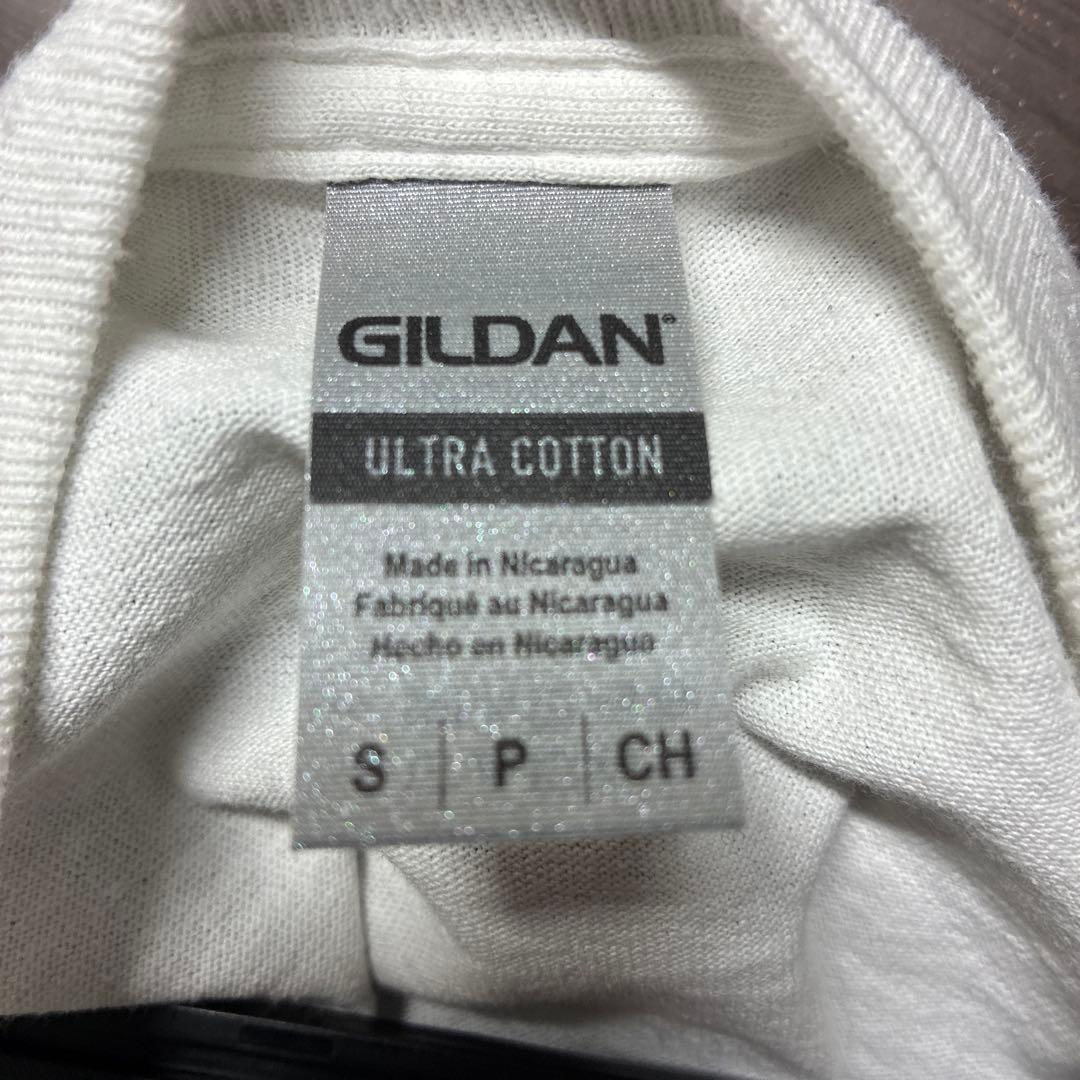 GILDAN®
ULTRA COTTON
Made in Nicaragua
Fabriqué au Nicaragua
Hecho en Nicaragua
S | P | CH